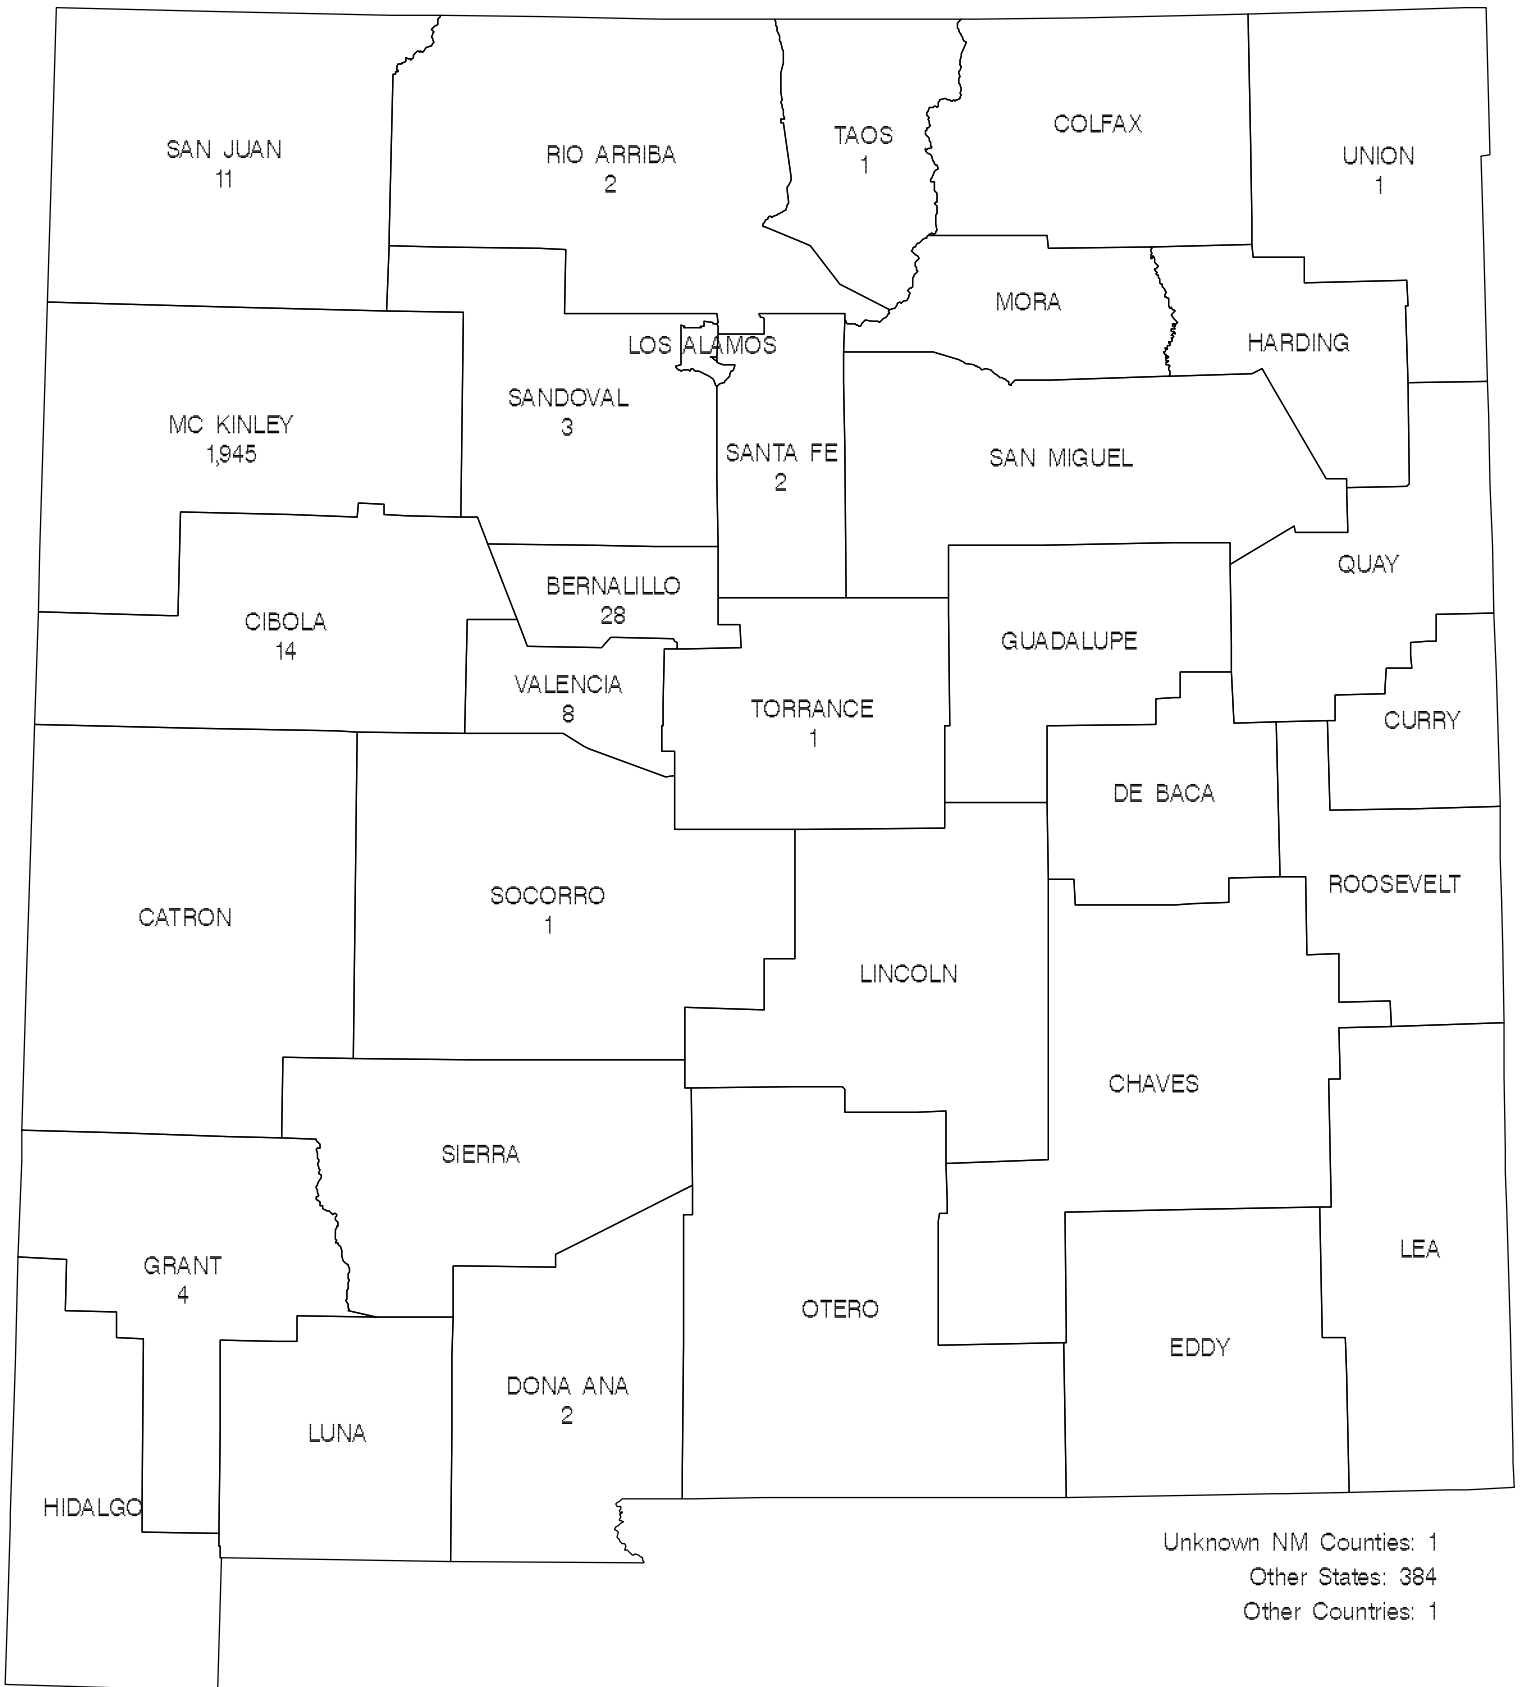 COLFAX
TAOS
1
SAN JUAN
11
RIO ARRIBA
2
UNION
1
MORA
HARDING
LOS ALAMOS
SANDOVAL
3
MC KINLEY
1,945
SANTA FE
2
SAN MIGUEL
QUAY
BERNALILLO
28
CIBOLA
14
GUADALUPE
VALENCIA
8
TORRANCE
1
CURRY
DE BACA
ROOSEVELT
SOCORRO
1
CATRON
LINCOLN
CHAVES
SIERRA
LEA
GRANT
4
OTERO
EDDY
DONA ANA
2
LUNA
HIDALGO
Unknown NM Counties: 1
Other States: 384
Other Countries: 1